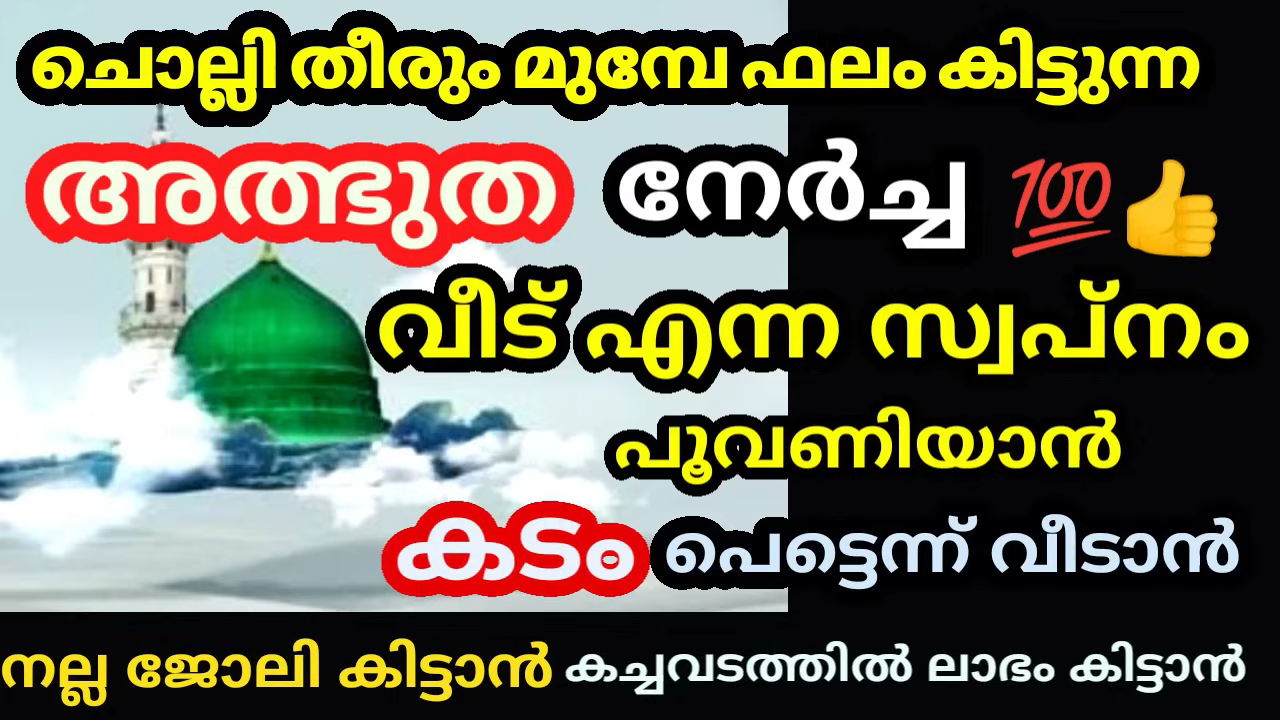 ചൊല്ലി തീരും മുമ്പേ ഫലം കിട്ടുന്ന
അത്ഭുത നേർച്ച 💯👍
വീട് എന്ന സ്വപ്നം
പൂവണിയാൻ
കടം പെട്ടെന്ന് വീടാൻ
നല്ല ജോലി കിട്ടാൻ കച്ചവടത്തിൽ ലാഭം കിട്ടാൻ